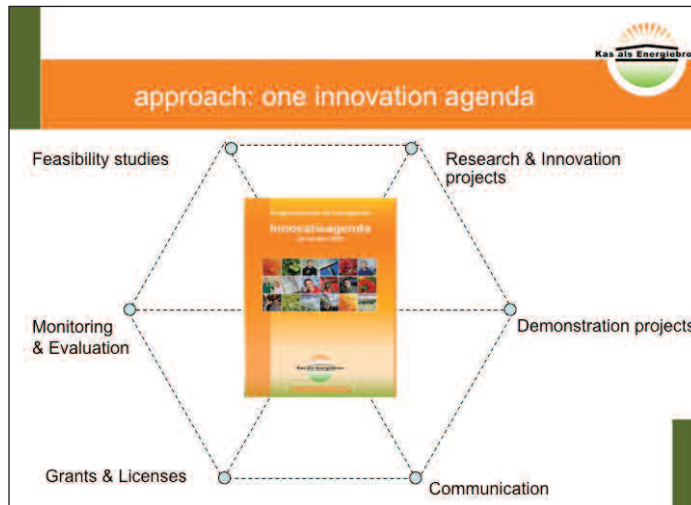 Kas als Energiebro
approach: one innovation agenda
Feasibility studies
Research & Innovation
projects
Innovatieagenda
Monitoring
& Evaluation
Demonstration projects
Kas als Energiebron
Grants & Licenses
Communication